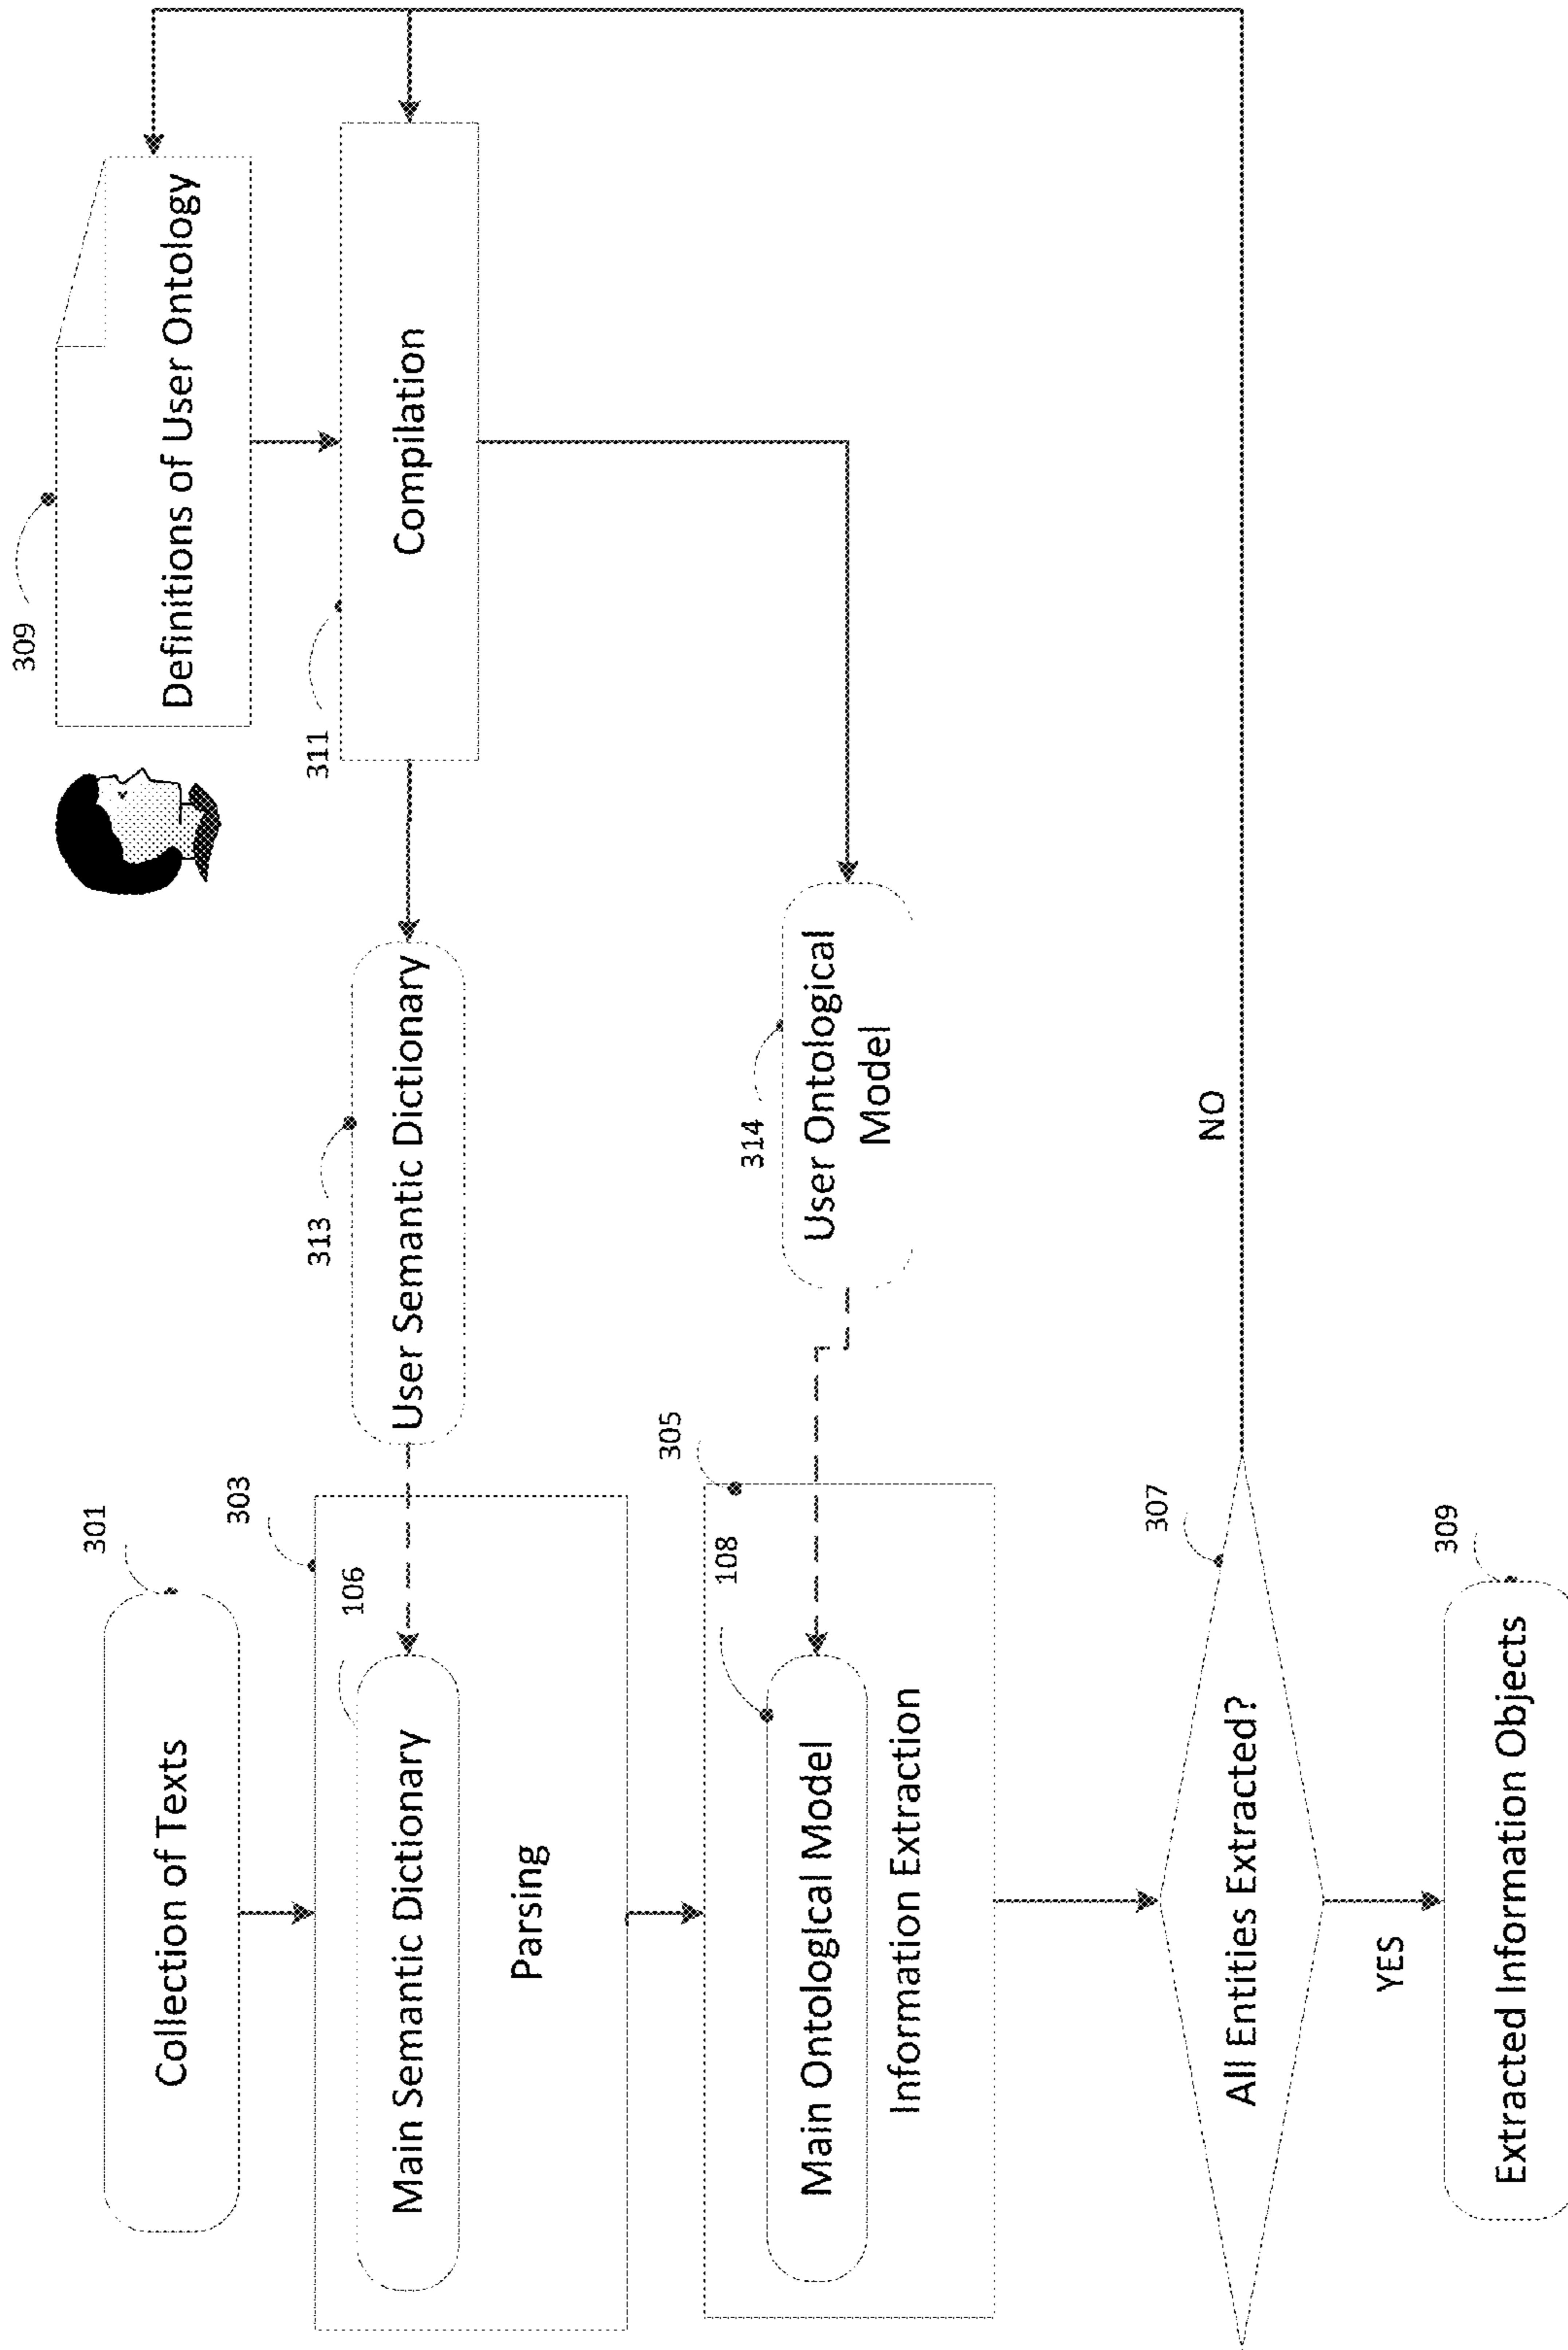 301
Collection of Texts
303
106
Main Semantic Dictionary
Parsing
305
108
Main Ontological Model
Information Extraction
307
All Entities Extracted?
YES
NO
309
Extracted Information Objects
309
Definitions of User Ontology
311
Compilation
313
User Semantic Dictionary
314
User Ontological
Model